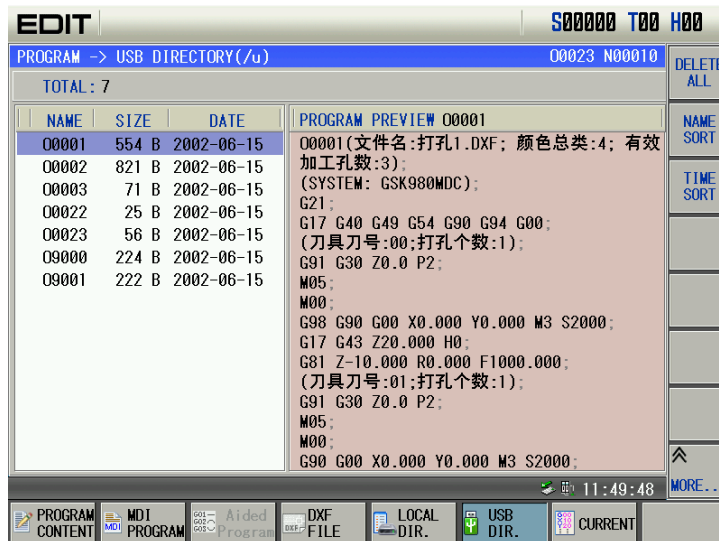 EDIT
S00000 T00 H00
PROGRAM -> USB DIRECTORY(/u)
O0023 N00010
TOTAL: 7
NAME SIZE DATE
O0001 554 B 2002-06-15
O0002 821 B 2002-06-15
O0003 71 B 2002-06-15
O0022 25 B 2002-06-15
O0023 56 B 2002-06-15
O9000 224 B 2002-06-15
O9001 222 B 2002-06-15
PROGRAM PREVIEW O0001
O0001(文件名:打孔1.DXF; 颜色总类:4; 有效
加工孔数:3);
(SYSTEM: GSK980MDC);
G21;
G17 G40 G49 G54 G90 G94 G00;
(刀具刀号:00;打孔个数:1);
G91 G30 Z0.0 P2;
M05;
M00;
G98 G90 G00 X0.000 Y0.000 M3 S2000;
G17 G43 Z20.000 H0;
G81 Z-10.000 R0.000 F1000.000;
(刀具刀号:01;打孔个数:1);
G91 G30 Z0.0 P2;
M05;
M00;
G90 G00 X0.000 Y0.000 M3 S2000;
DELETE
ALL
NAME
SORT
TIME
SORT
MORE..
11:49:48
PROGRAM
CONTENT
MDI
MDI
PROGRAM
G01
G02
G03
Aided
Program
DXF
DXF
FILE
LOCAL
DIR.
USB
DIR.
CURRENT